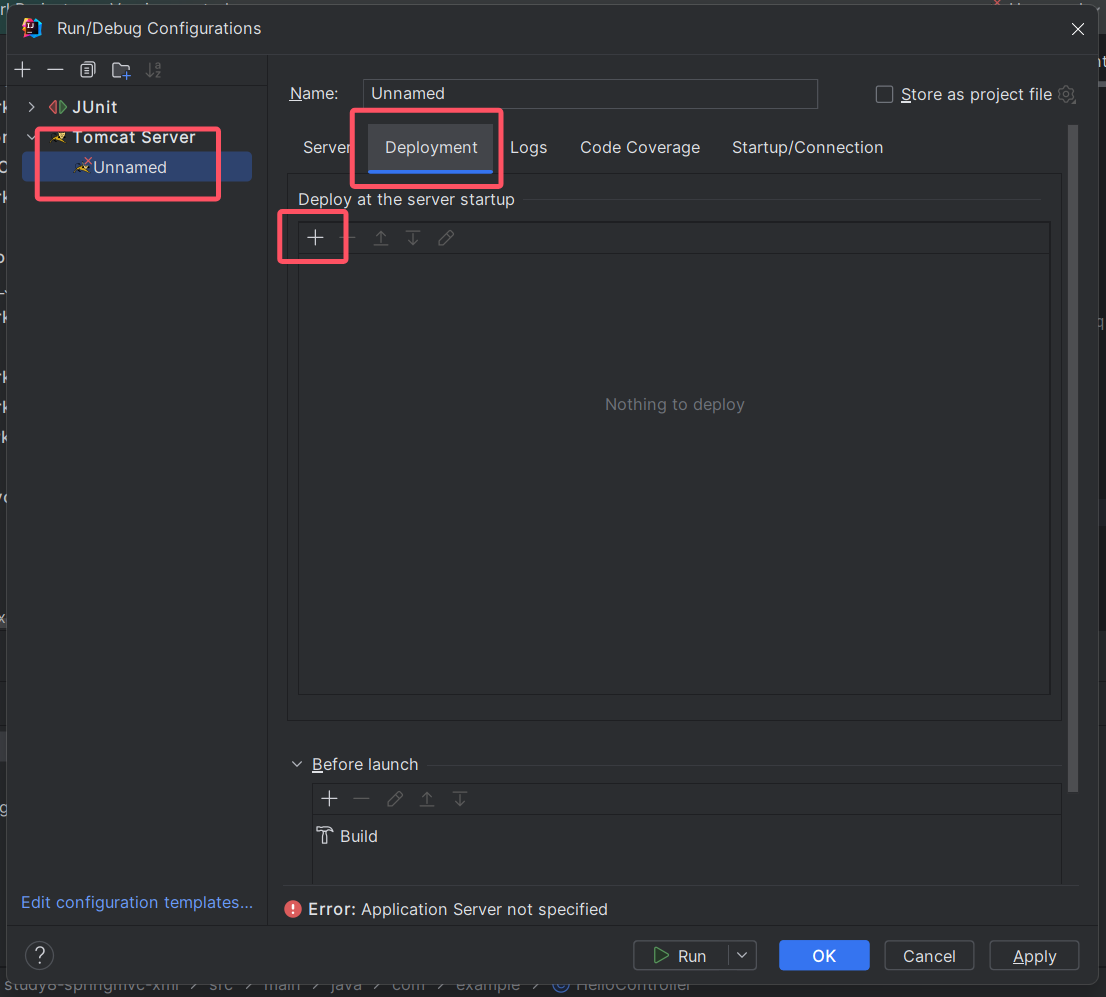 Run/Debug Configurations
JUnit
Tomcat Server
Unnamed
Edit configuration templates...
Name:
Unnamed
Store as project file
Server
Deployment
Logs
Code Coverage
Startup/Connection
Deploy at the server startup
Nothing to deploy
Before launch
Build
Error: Application Server not specified
?
Run
OK
Cancel
Apply
study8-springmvc-xml > src > main > java > com > example > HelloController